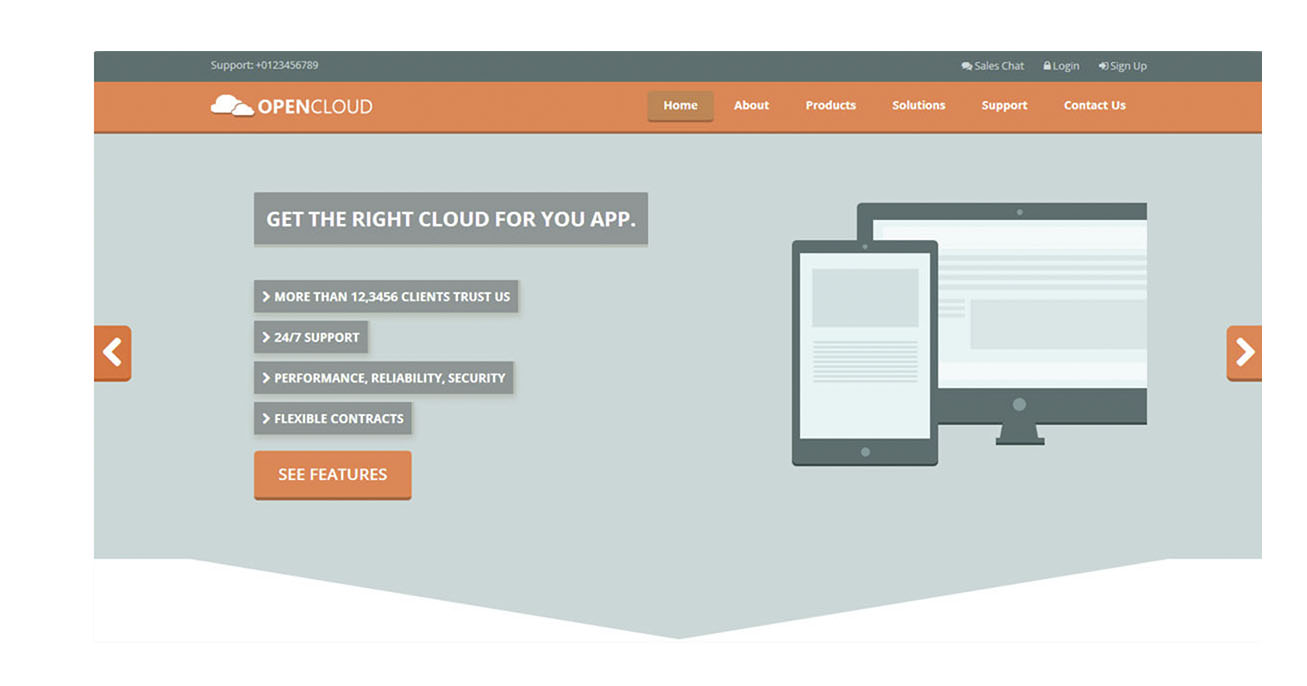 Support: +0123456789
Sales Chat Login Sign Up
OPENCLOUD
Home About Products Solutions Support Contact Us
GET THE RIGHT CLOUD FOR YOU APP.
MORE THAN 12,3456 CLIENTS TRUST US
24/7 SUPPORT
PERFORMANCE, RELIABILITY, SECURITY
FLEXIBLE CONTRACTS
SEE FEATURES